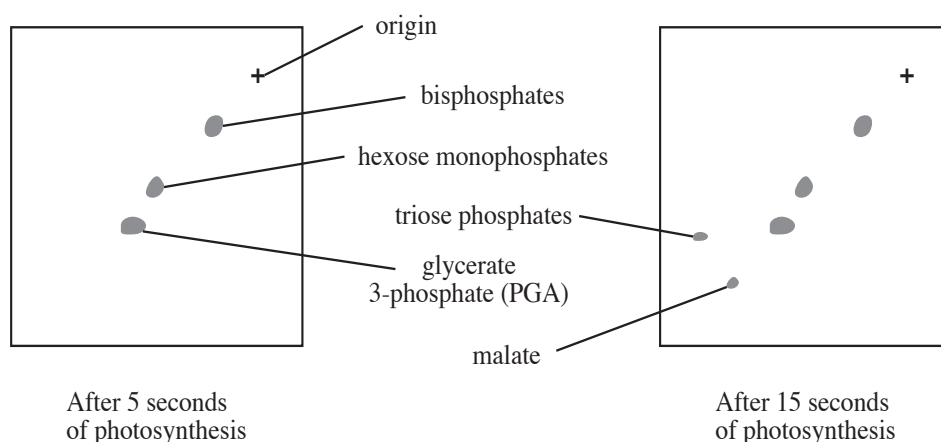 origin
bisphosphates
hexose monophosphates
triose phosphates
glycerate
3-phosphate (PGA)
malate
After 5 seconds
of photosynthesis
After 15 seconds
of photosynthesis